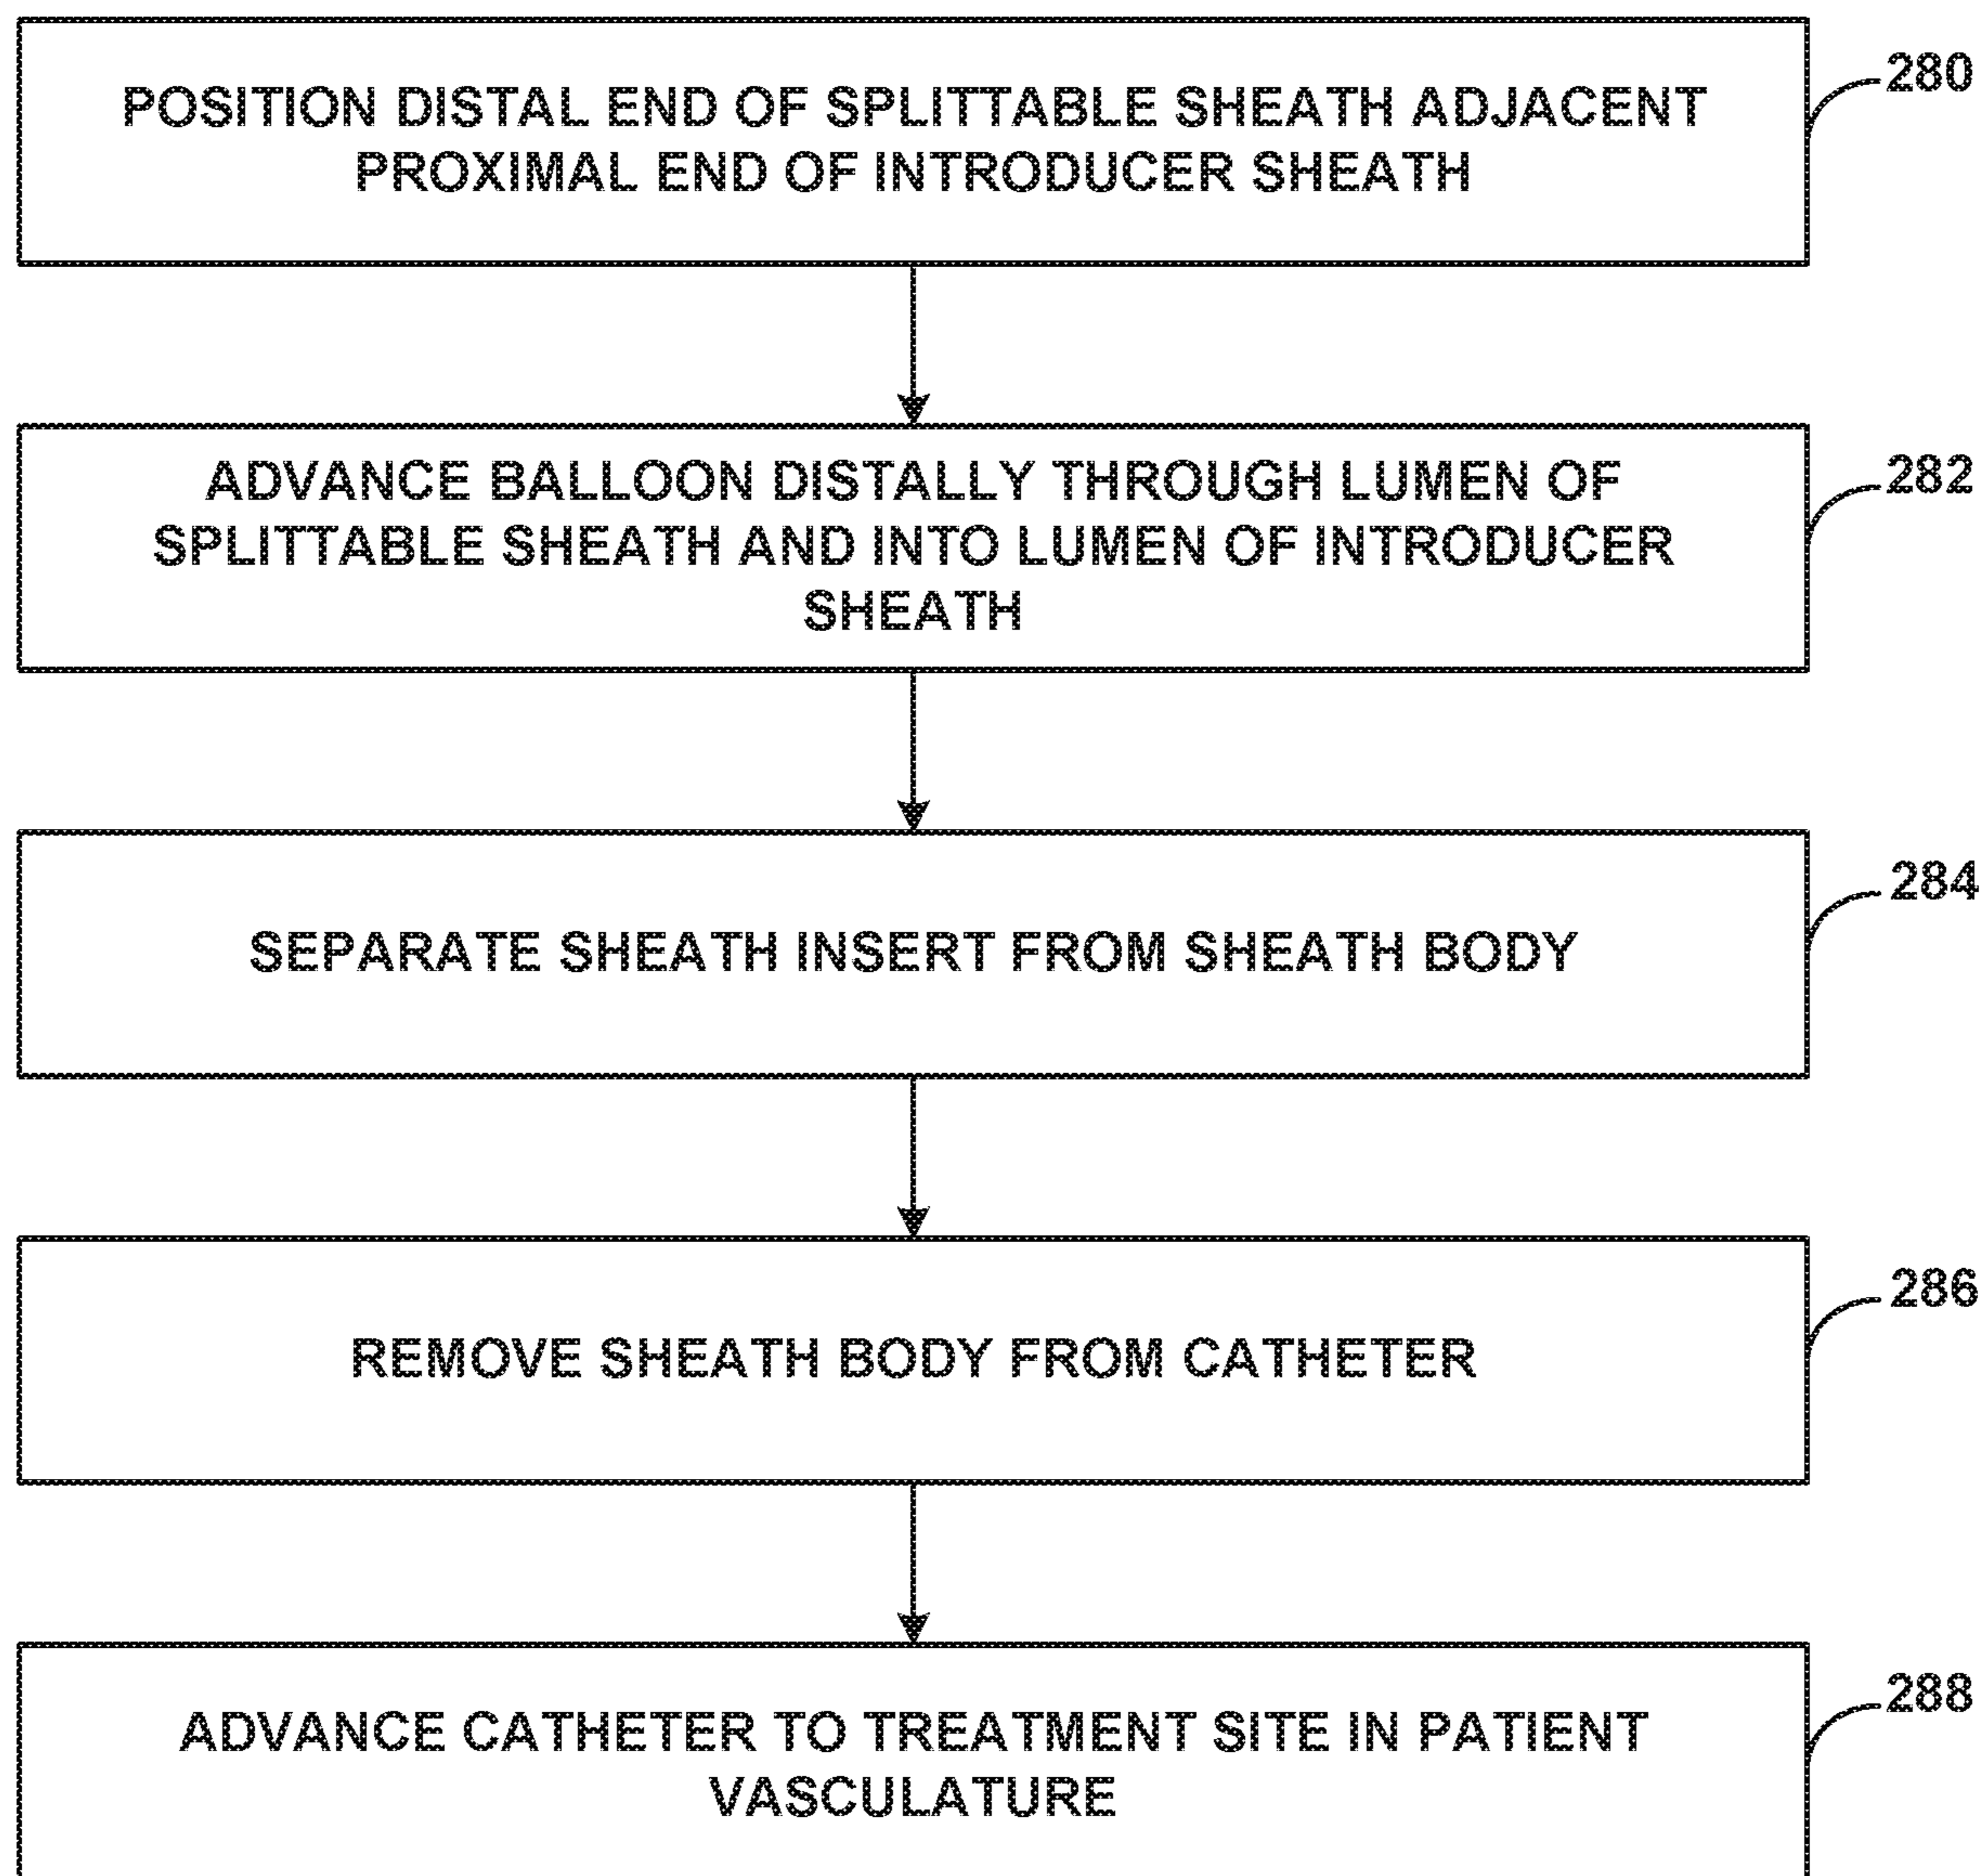 POSITION DISTAL END OF SPLITTABLE SHEATH ADJACENT
PROXIMAL END OF INTRODUCER SHEATH
280
ADVANCE BALLOON DISTALLY THROUGH LUMEN OF
SPLITTABLE SHEATH AND INTO LUMEN OF INTRODUCER
SHEATH
282
SEPARATE SHEATH INSERT FROM SHEATH BODY
284
REMOVE SHEATH BODY FROM CATHETER
286
ADVANCE CATHETER TO TREATMENT SITE IN PATIENT
VASCULATURE
288